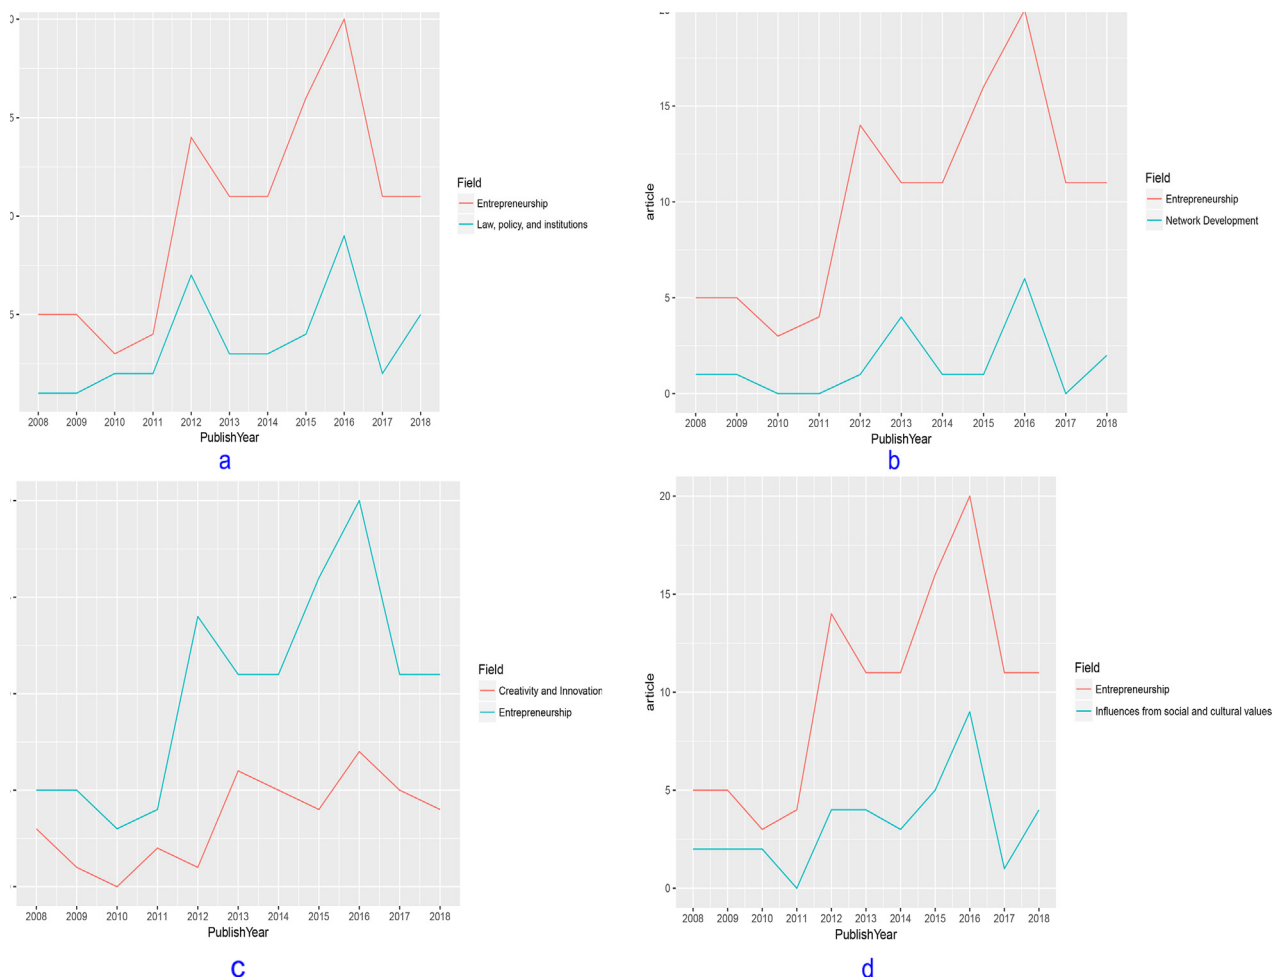 0
5
0
5
2008 2009 2010 2011 2012 2013 2014 2015 2016 2017 2018
PublishYear
Field
Entrepreneurship
Law, policy, and institutions
a
15
10
5
0
article
2008 2009 2010 2011 2012 2013 2014 2015 2016 2017 2018
PublishYear
Field
Entrepreneurship
Network Development
b
2008 2009 2010 2011 2012 2013 2014 2015 2016 2017 2018
PublishYear
Field
Creativity and Innovation
Entrepreneurship
c
20
15
10
5
0
article
2008 2009 2010 2011 2012 2013 2014 2015 2016 2017 2018
PublishYear
Field
Entrepreneurship
Influences from social and cultural values
d